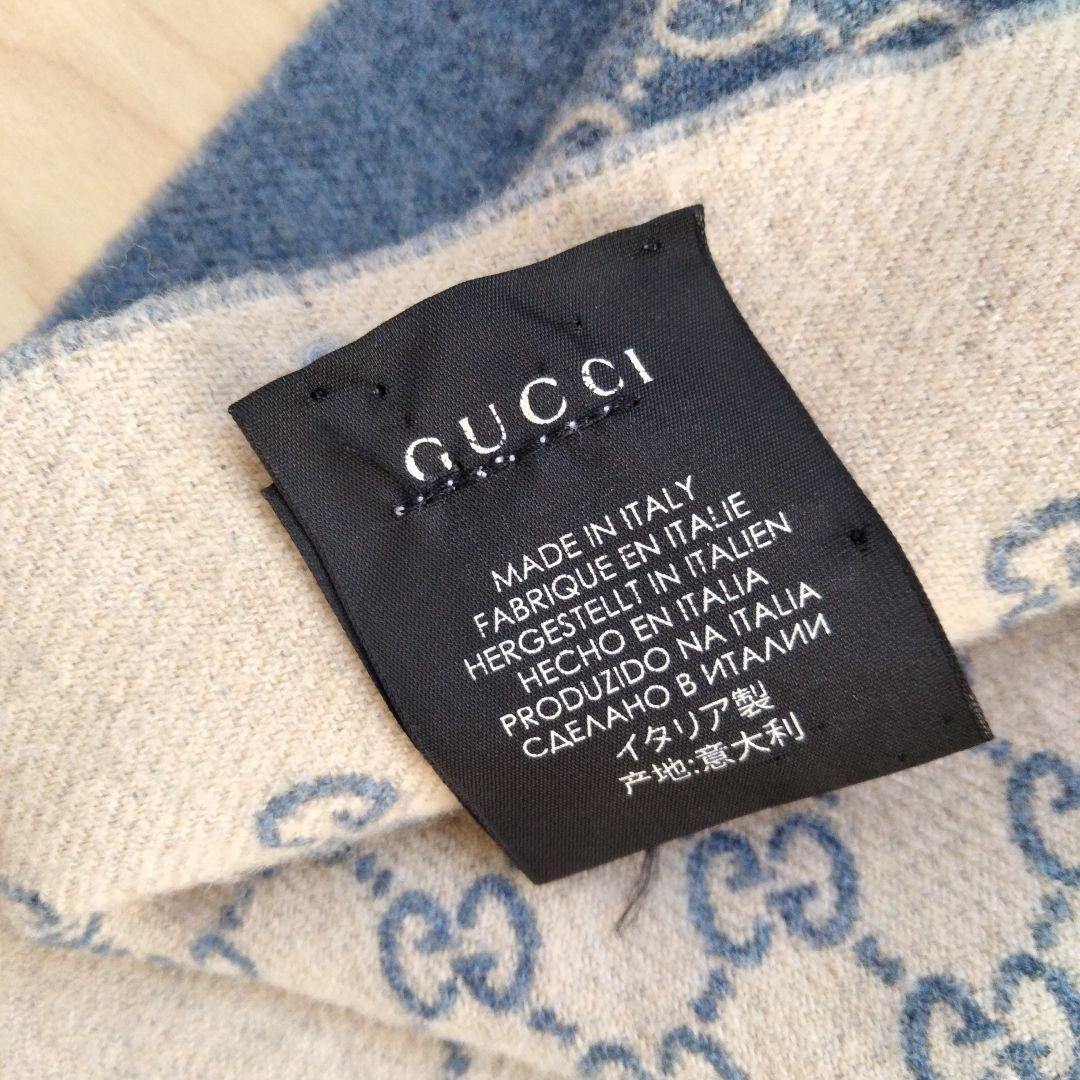 GUCCI
MADE IN ITALY
FABRIQUE EN ITALIE
HERGESTELLT IN ITALIEN
HECHO EN ITALIA
PRODUZIDO NA ITALIA
СДЕЛАНО В ИТАЛИИ
イタリア製
产地:意大利